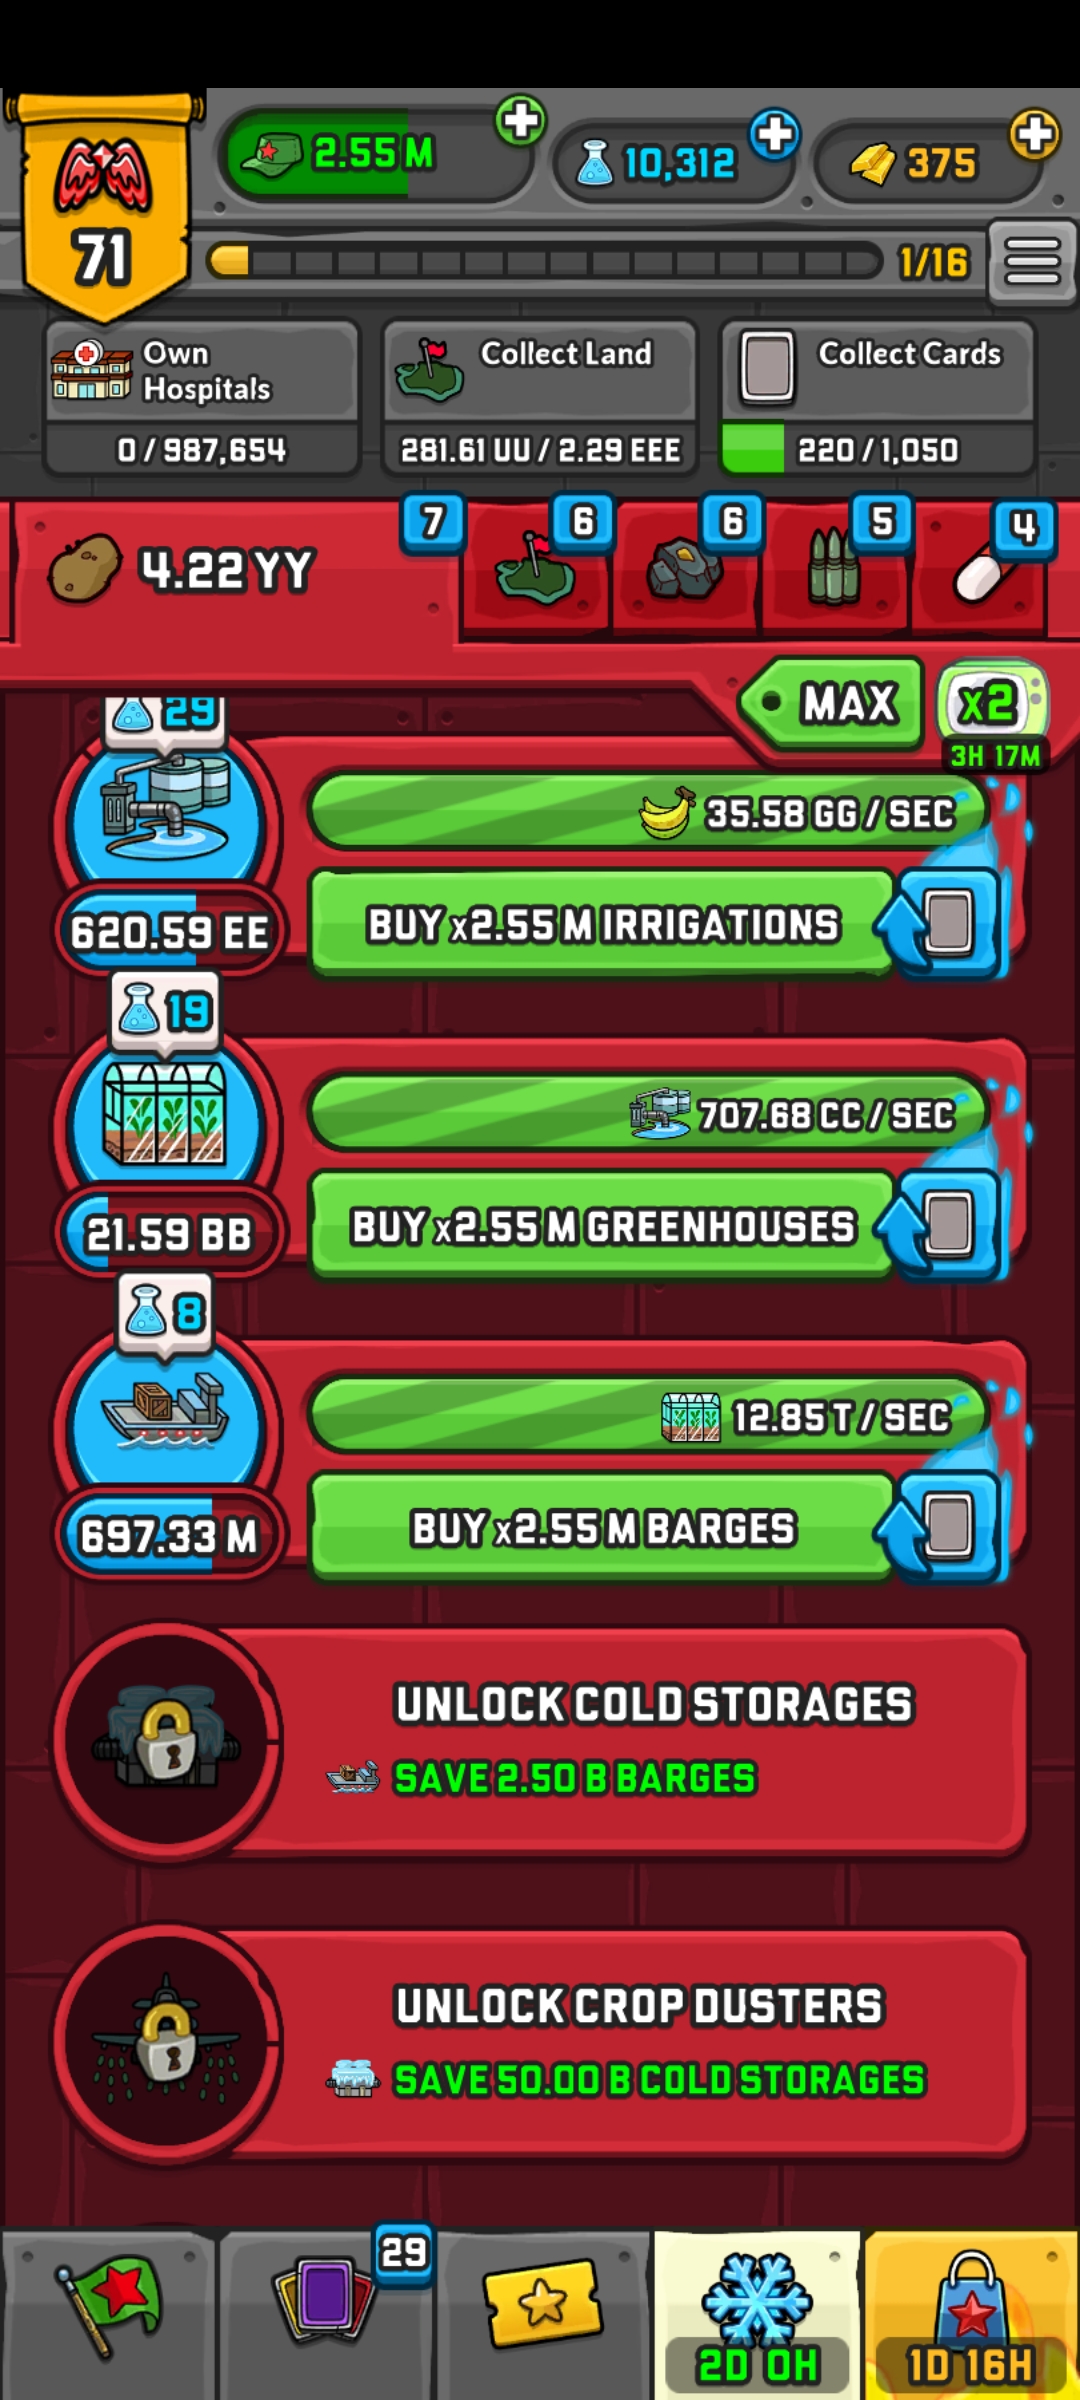 71
2.55 M
10,312
375
1/16
Own
Hospitals
0 / 987,654
Collect Land
281.61 UU / 2.29 EEE
Collect Cards
220 / 1,050
4.22 YY
7
6
6
5
4
MAX
x2
3H 17M
29
35.58 GG / SEC
620.59 EE
BUY x2.55 M IRRIGATIONS
19
707.68 CC / SEC
21.59 BB
BUY x2.55 M GREENHOUSES
8
12.85 T / SEC
697.33 M
BUY x2.55 M BARGES
UNLOCK COLD STORAGES
SAVE 2.50 B BARGES
UNLOCK CROP DUSTERS
SAVE 50.00 B COLD STORAGES
29
2D 0H
1D 16H